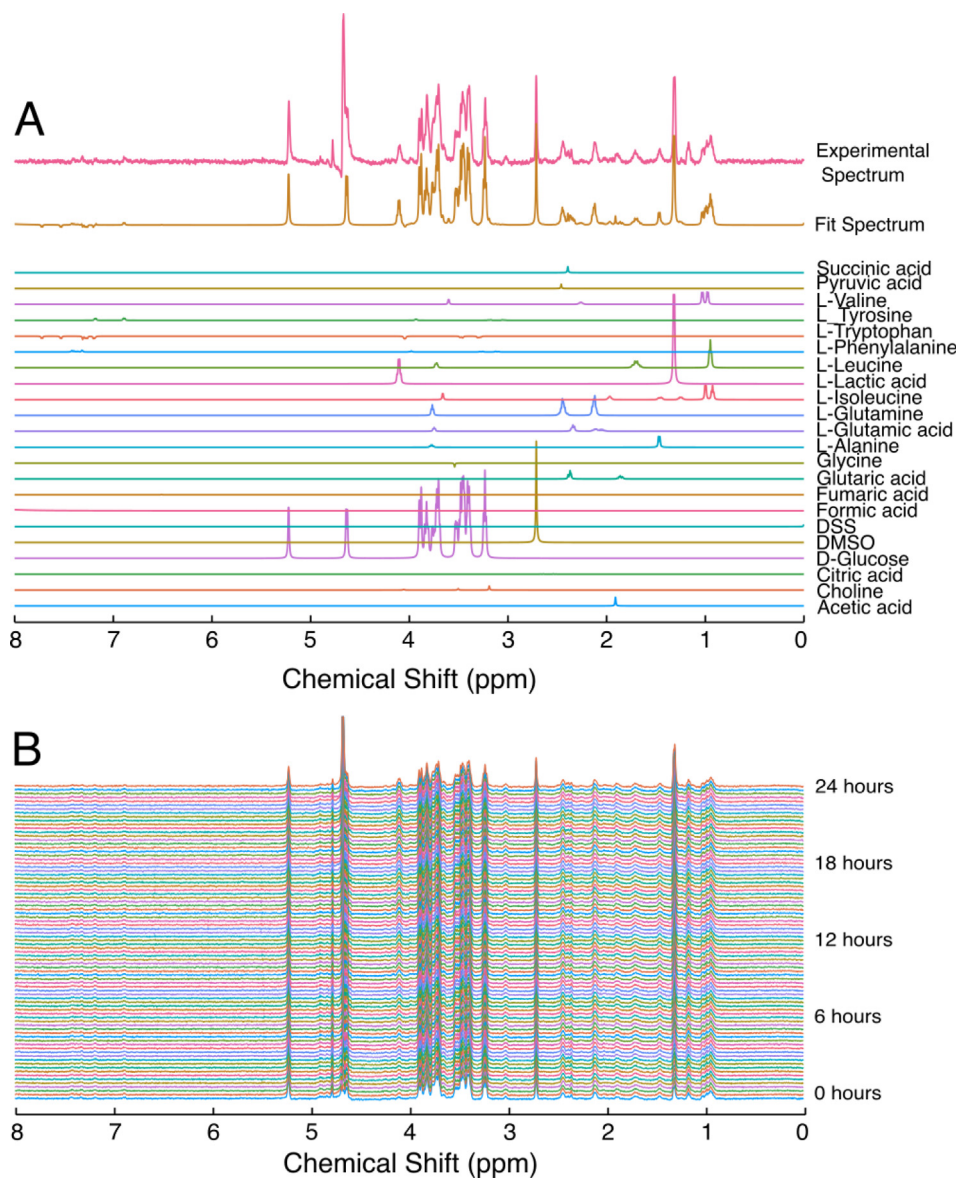 A
Experimental
Spectrum
Fit Spectrum
Succinic acid
Pyruvic acid
L-Valine
L_Tyrosine
L-Tryptophan
L-Phenylalanine
L-Leucine
L-Lactic acid
L-Isoleucine
L-Glutamine
L-Glutamic acid
L-Alanine
Glycine
Glutaric acid
Fumaric acid
Formic acid
DSS
DMSO
D-Glucose
Citric acid
Choline
Acetic acid
8 7 6 5 4 3 2 1 0
Chemical Shift (ppm)
B
24 hours
18 hours
12 hours
6 hours
0 hours
8 7 6 5 4 3 2 1 0
Chemical Shift (ppm)